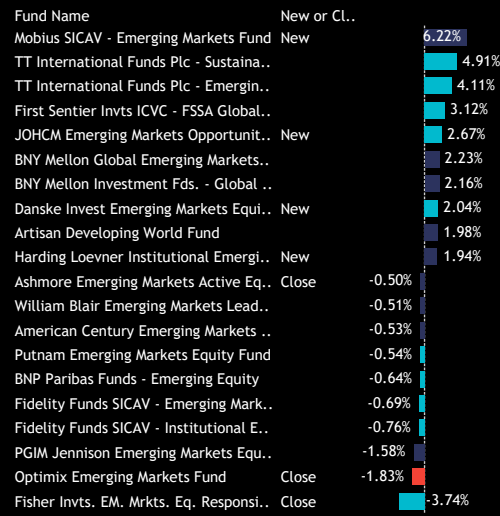 Fund Name New or Cl..
Mobius SICAV - Emerging Markets Fund New 6.22%
TT International Funds Plc - Sustaina.. 4.91%
TT International Funds Plc - Emergin.. 4.11%
First Sentier Invts ICVC - FSSA Global.. 3.12%
JOHCM Emerging Markets Opportunit.. New 2.67%
BNY Mellon Global Emerging Markets.. 2.23%
BNY Mellon Investment Fds. - Global .. 2.16%
Danske Invest Emerging Markets Equi.. New 2.04%
Artisan Developing World Fund 1.98%
Harding Loevner Institutional Emergi.. New 1.94%
Ashmore Emerging Markets Active Eq.. Close -0.50%
William Blair Emerging Markets Lead.. -0.51%
American Century Emerging Markets .. -0.53%
Putnam Emerging Markets Equity Fund -0.54%
BNP Paribas Funds - Emerging Equity -0.64%
Fidelity Funds SICAV - Emerging Mark.. -0.69%
Fidelity Funds SICAV - Institutional E.. -0.76%
PGIM Jennison Emerging Markets Equ.. -1.58%
Optimix Emerging Markets Fund Close -1.83%
Fisher Invts. EM. Mrkts. Eq. Responsi.. Close -3.74%